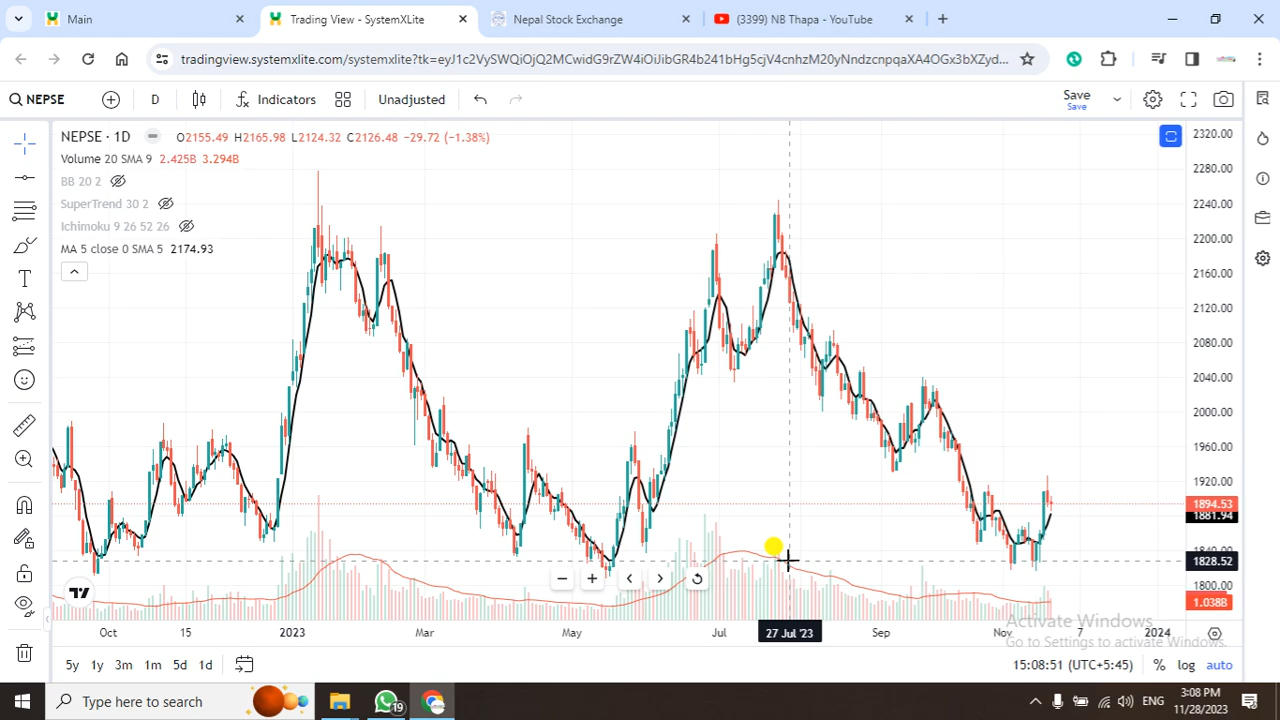 Main
Trading View - SystemXLite
Nepal Stock Exchange
(3399) NB Thapa - YouTube
NEPSE
D
Indicators
Unadjusted
Save
Save
NEPSE · 1D
O2155.49 H2165.98 L2124.32 C2126.48 −29.72 (−1.38%)
Volume 20 SMA 9 2.425B 3.294B
BB 20 2
SuperTrend 30 2
Ichimoku 9 26 52 26
MA 5 close 0 SMA 5 2174.93
2320.00
2280.00
2240.00
2200.00
2160.00
2120.00
2080.00
2040.00
2000.00
1960.00
1920.00
1894.53
1881.94
1840.00
1828.52
1800.00
1.038B
Oct 15 2023 Mar May Jul 27 Jul '23 Sep Nov 7 2024
Activate Windows
Go to Settings to activate Windows.
5y 1y 3m 1m 5d 1d
15:08:51 (UTC+5:45) % log auto
Type here to search
19
ENG
3:08 PM
11/28/2023